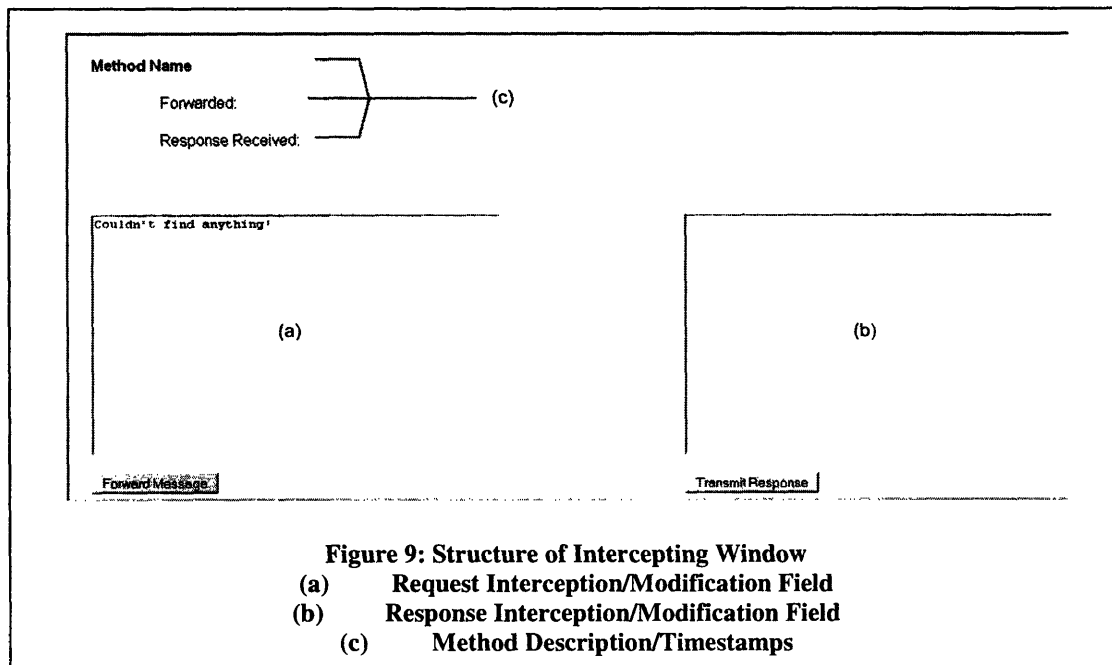 Method Name
Forwarded:
(c)
Response Received:
Couldn't find anything!
(a)
(b)
Forward Message
Transmit Response
Figure 9: Structure of Intercepting Window
(a) Request Interception/Modification Field
(b) Response Interception/Modification Field
(c) Method Description/Timestamps